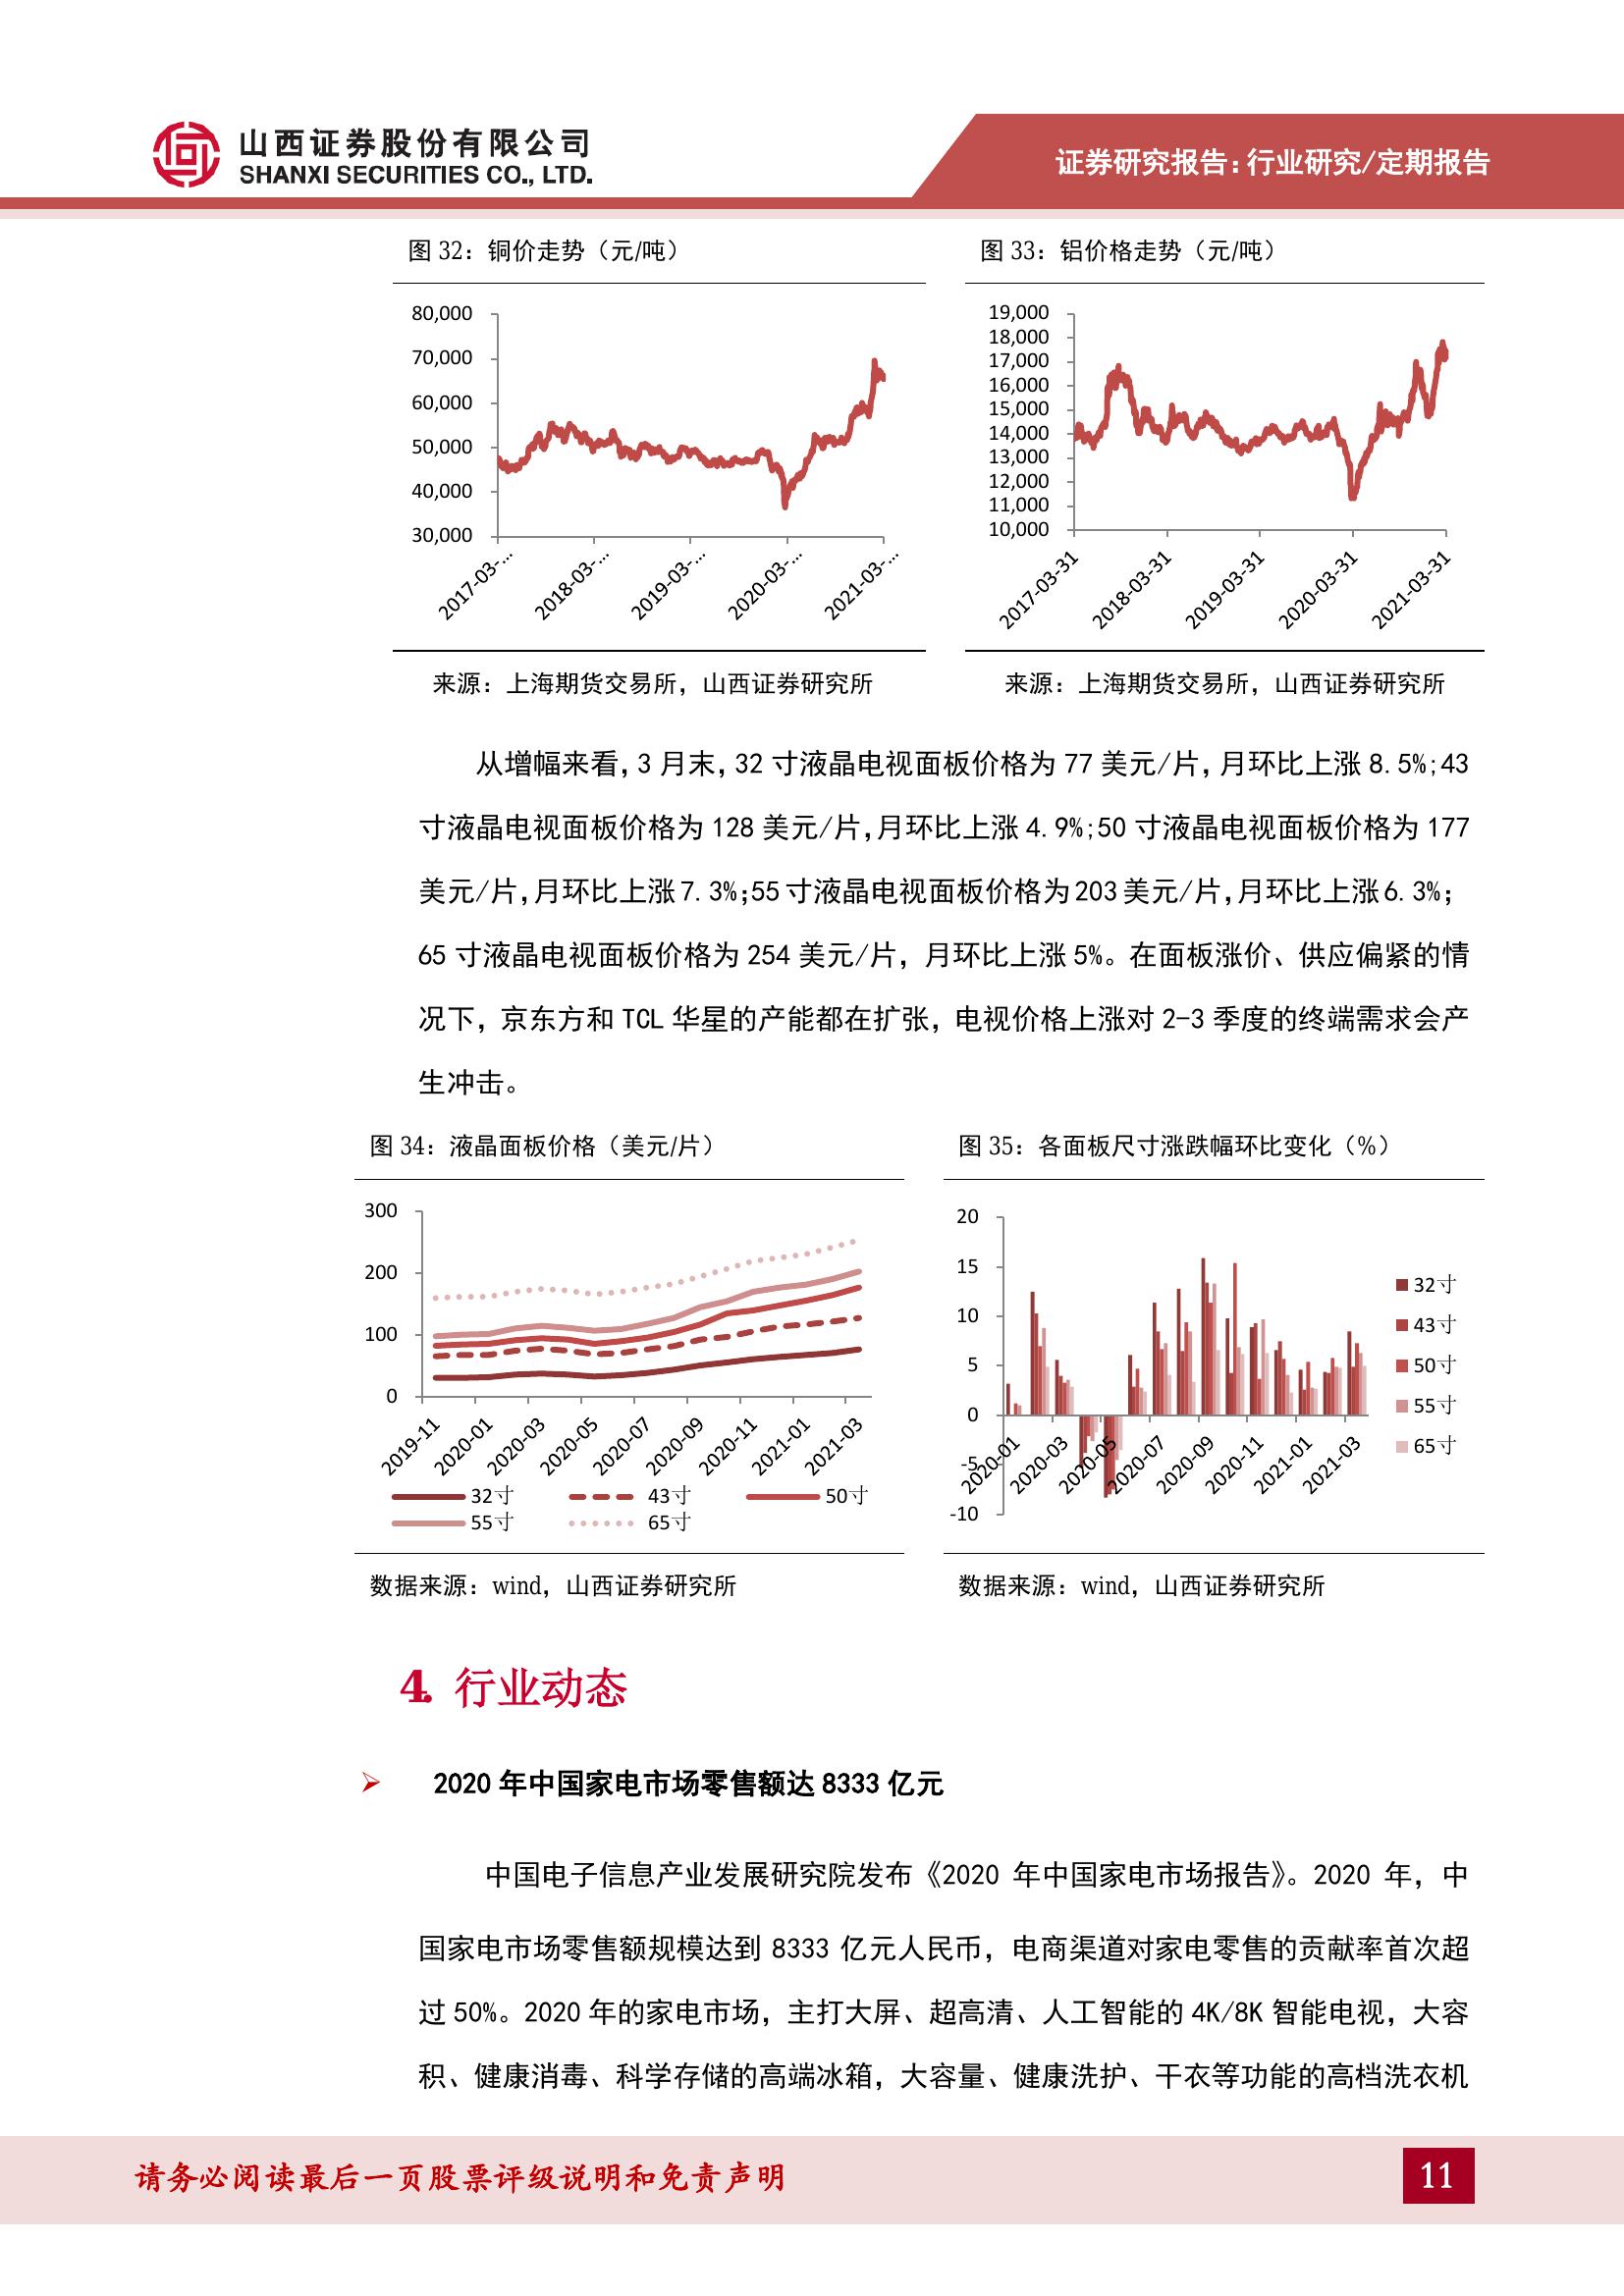 山西证券股份有限公司
SHANXI SECURITIES CO., LTD.
证券研究报告:行业研究/定期报告
图 32：铜价走势（元/吨）
80,000
70,000
60,000
50,000
40,000
30,000
2017-03-...
2018-03-...
2019-03-...
2020-03-...
2021-03-...
来源：上海期货交易所，山西证券研究所
图 33：铝价格走势（元/吨）
19,000
18,000
17,000
16,000
15,000
14,000
13,000
12,000
11,000
10,000
2017-03-31
2018-03-31
2019-03-31
2020-03-31
2021-03-31
来源：上海期货交易所，山西证券研究所
从增幅来看,3 月末,32 寸液晶电视面板价格为 77 美元/片,月环比上涨 8.5%;43
寸液晶电视面板价格为 128 美元/片,月环比上涨 4.9%;50 寸液晶电视面板价格为 177
美元/片,月环比上涨 7.3%;55 寸液晶电视面板价格为 203 美元/片,月环比上涨 6.3%;
65 寸液晶电视面板价格为 254 美元/片，月环比上涨 5%。在面板涨价、供应偏紧的情
况下，京东方和 TCL 华星的产能都在扩张，电视价格上涨对 2-3 季度的终端需求会产
生冲击。
图 34：液晶面板价格（美元/片）
300
200
100
0
2019-11
2020-01
2020-03
2020-05
2020-07
2020-09
2020-11
2021-01
2021-03
32寸
43寸
50寸
55寸
65寸
数据来源：wind，山西证券研究所
图 35：各面板尺寸涨跌幅环比变化（%）
20
15
10
5
0
-5
-10
2020-01
2020-03
2020-05
2020-07
2020-09
2020-11
2021-01
2021-03
32寸
43寸
50寸
55寸
65寸
数据来源：wind，山西证券研究所
4. 行业动态
2020 年中国家电市场零售额达 8333 亿元
中国电子信息产业发展研究院发布《2020 年中国家电市场报告》。2020 年，中
国家电市场零售额规模达到 8333 亿元人民币，电商渠道对家电零售的贡献率首次超
过 50%。2020 年的家电市场，主打大屏、超高清、人工智能的 4K/8K 智能电视，大容
积、健康消毒、科学存储的高端冰箱，大容量、健康洗护、干衣等功能的高档洗衣机
请务必阅读最后一页股票评级说明和免责声明
11